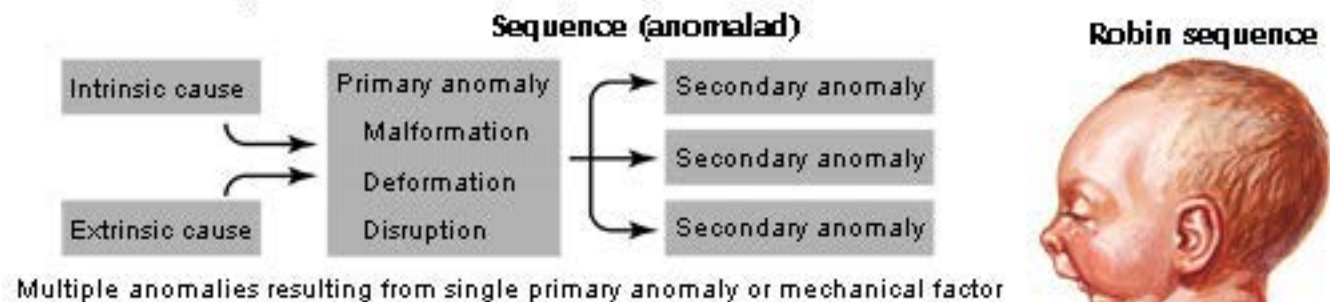 Sequence (anomalad)
Robin sequence
Intrinsic cause
Extrinsic cause
Primary anomaly
Malformation
Deformation
Disruption
Secondary anomaly
Secondary anomaly
Secondary anomaly
Multiple anomalies resulting from single primary anomaly or mechanical factor